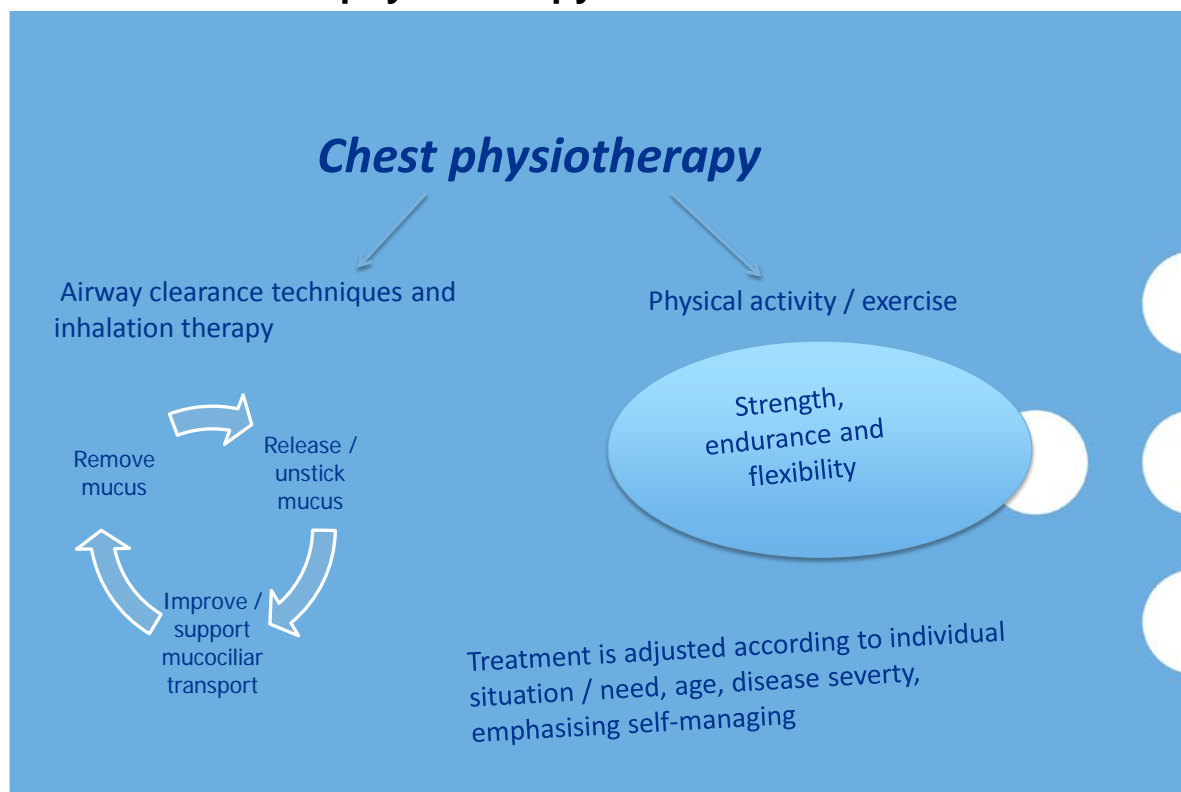 Chest physiotherapy
Airway clearance techniques and
inhalation therapy
Physical activity / exercise
Remove
mucus
Release /
unstick
mucus
Improve /
support
mucociliar
transport
Strength,
endurance and
flexibility
Treatment is adjusted according to individual
situation / need, age, disease severty,
emphasising self-managing